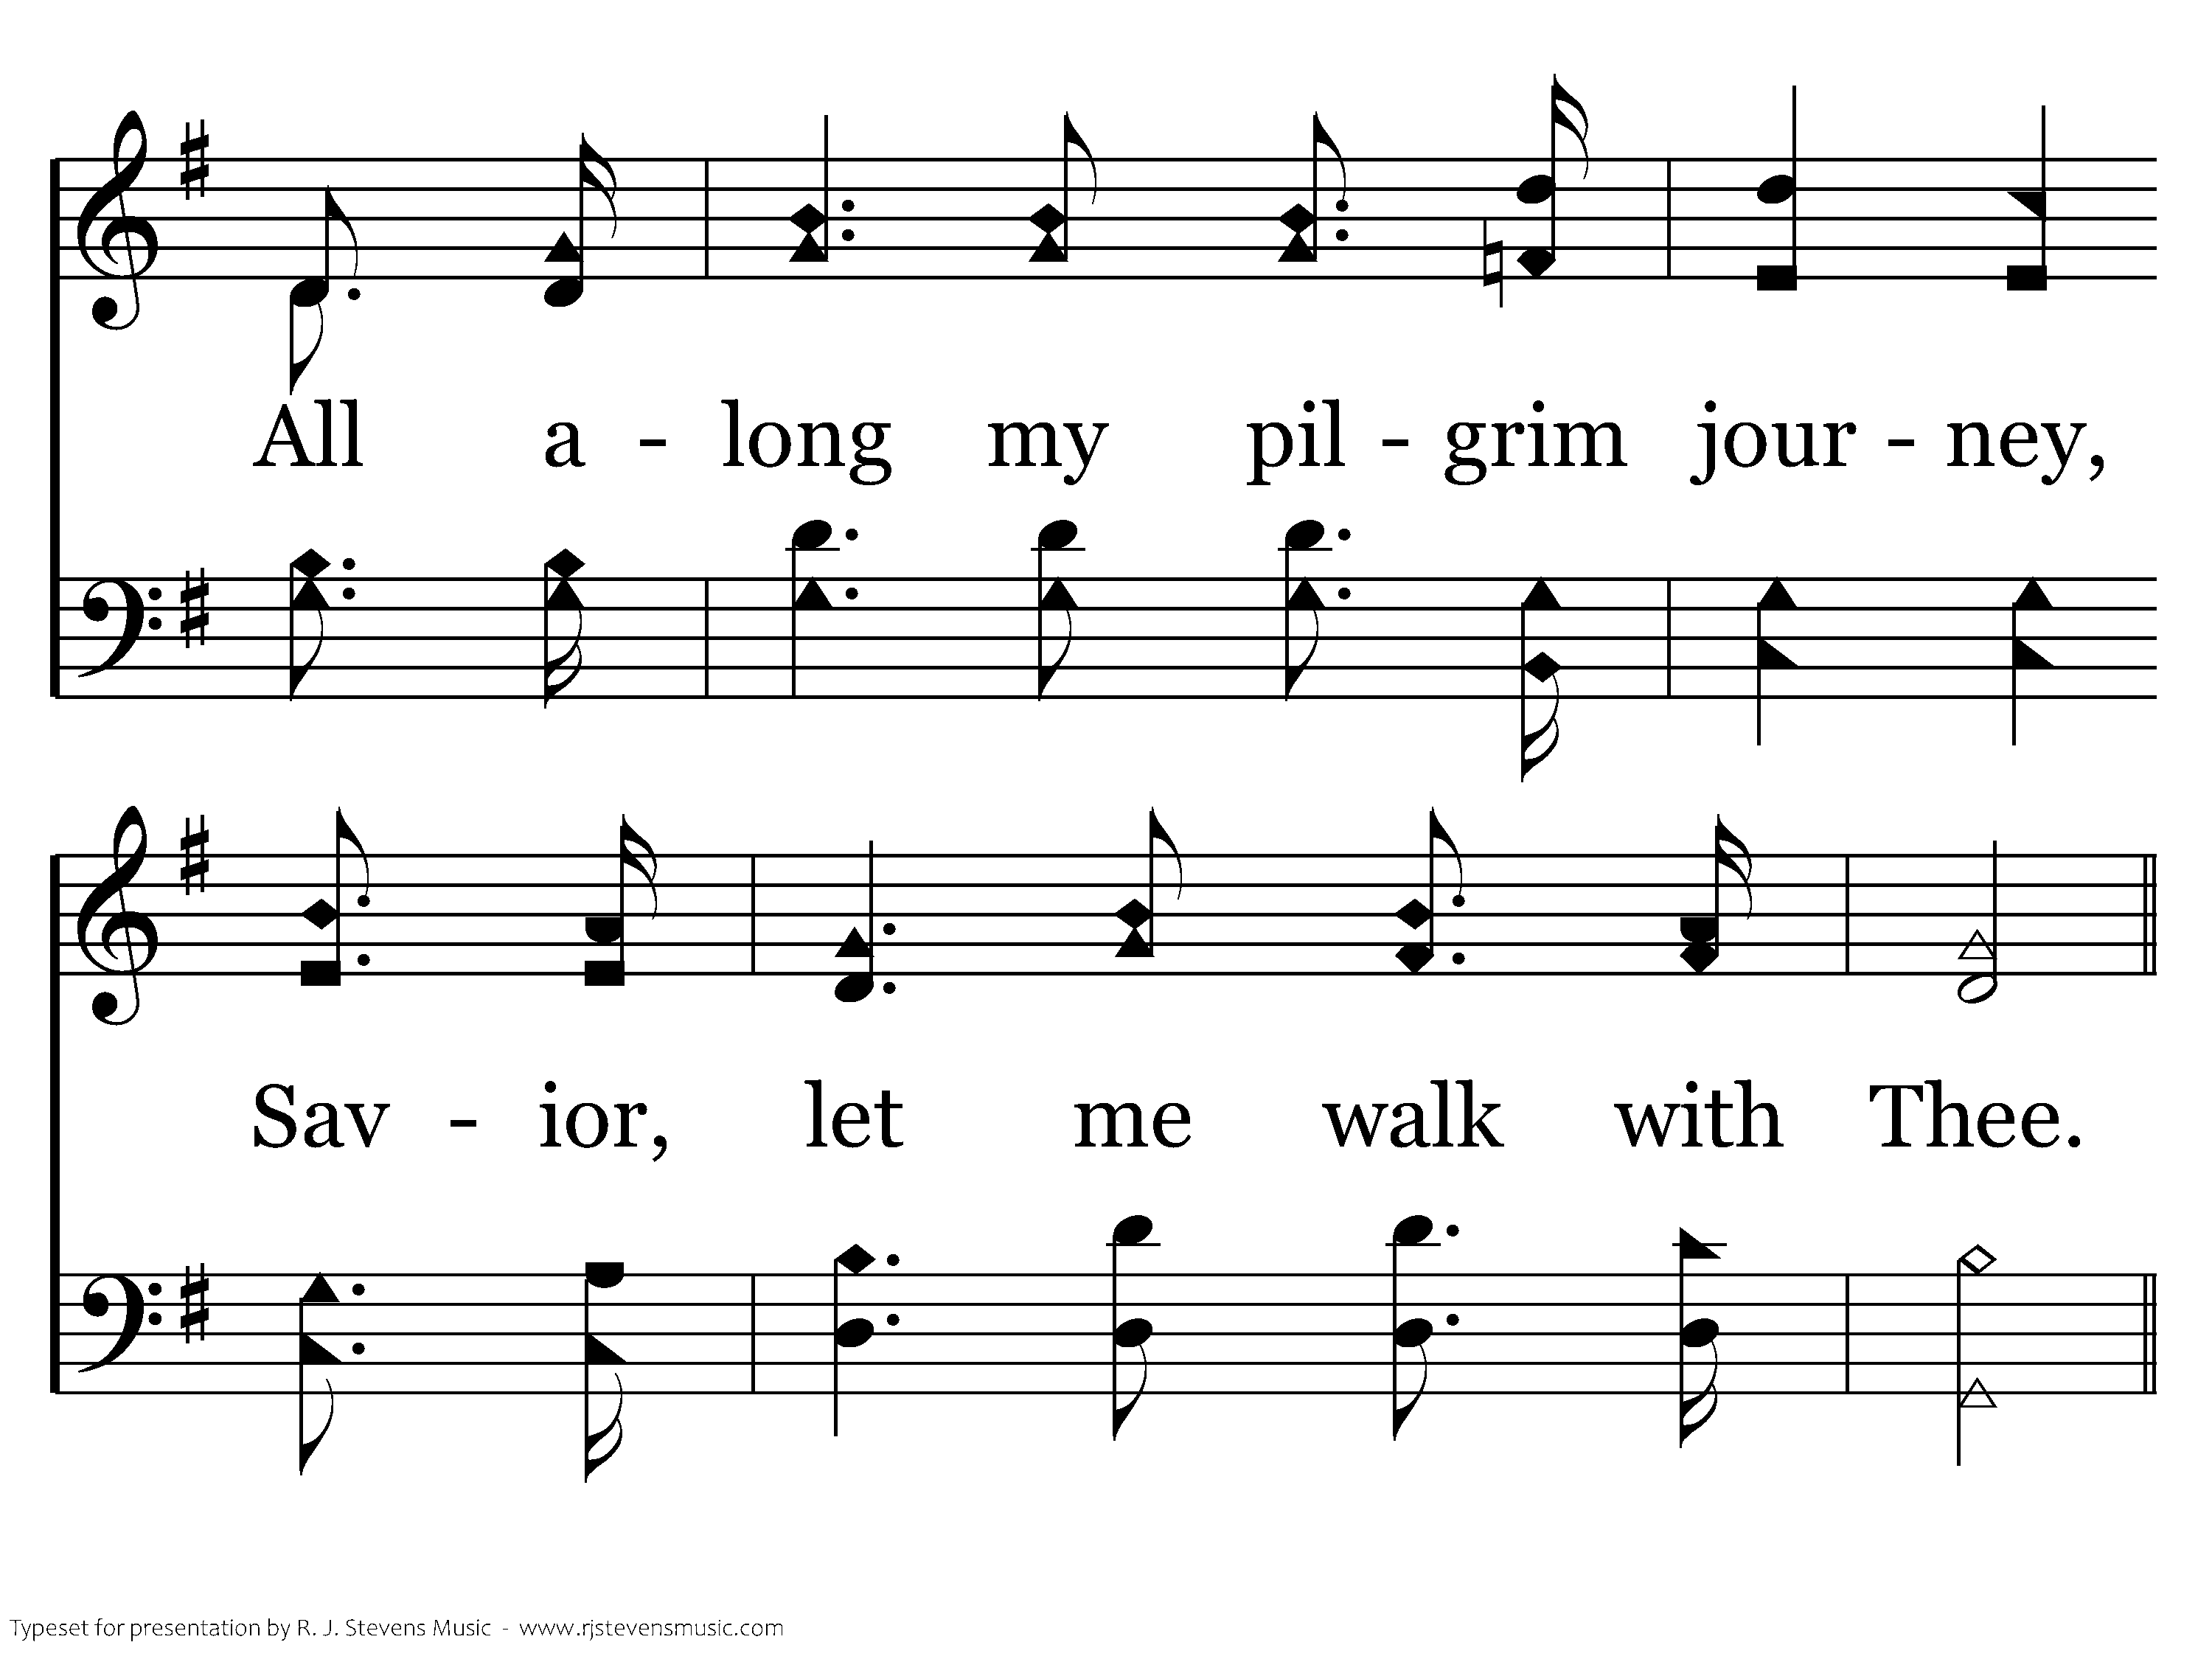 All a - long my pil - grim jour - ney,
Sav - ior, let me walk with Thee.
Typeset for presentation by R. J. Stevens Music - www.rjstevensmusic.com